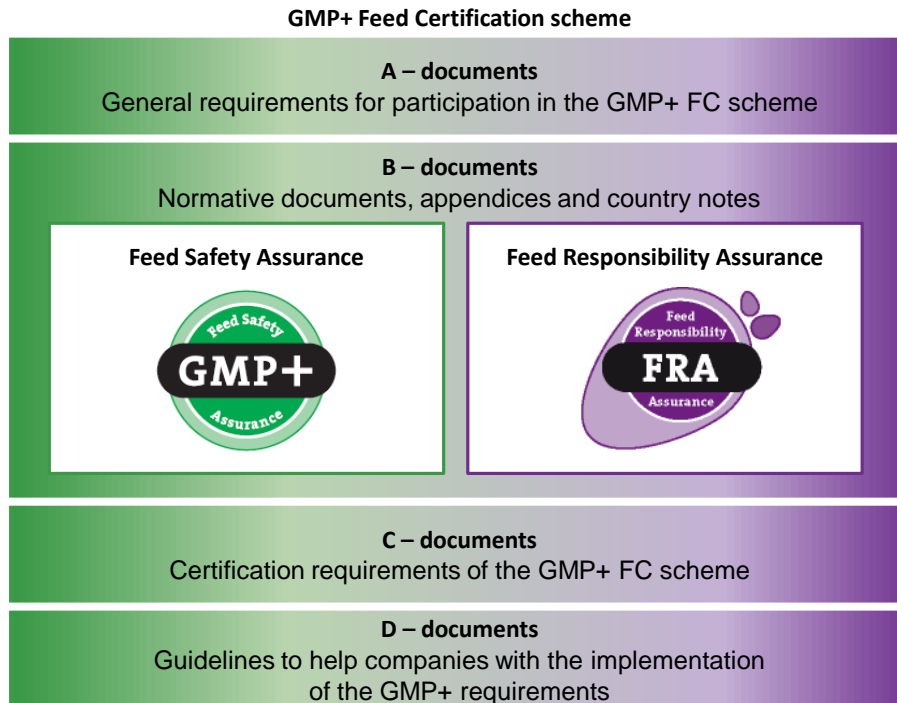 GMP+ Feed Certification scheme
A – documents
General requirements for participation in the GMP+ FC scheme
B – documents
Normative documents, appendices and country notes
Feed Safety Assurance
Feed Safety
GMP+
Assurance
Feed Responsibility Assurance
Feed
Responsibility
FRA
Assurance
C – documents
Certification requirements of the GMP+ FC scheme
D – documents
Guidelines to help companies with the implementation
of the GMP+ requirements